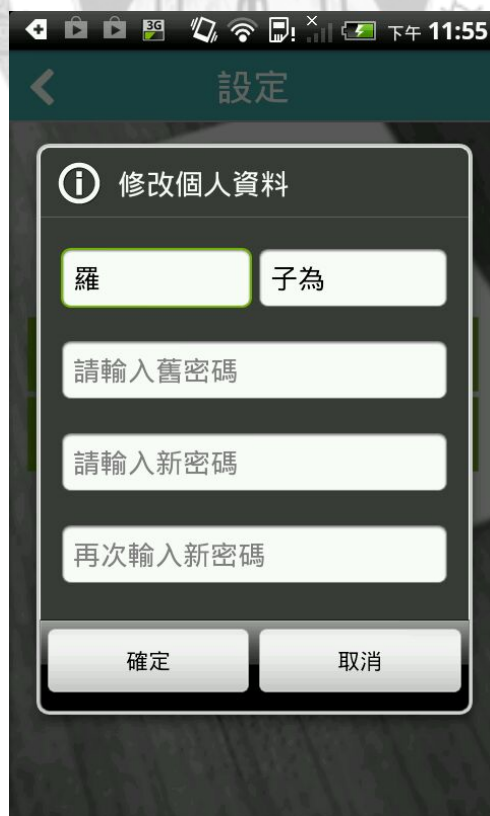 3G 下午 11:55
設定
修改個人資料
羅 子為
請輸入舊密碼
請輸入新密碼
再次輸入新密碼
確定 取消